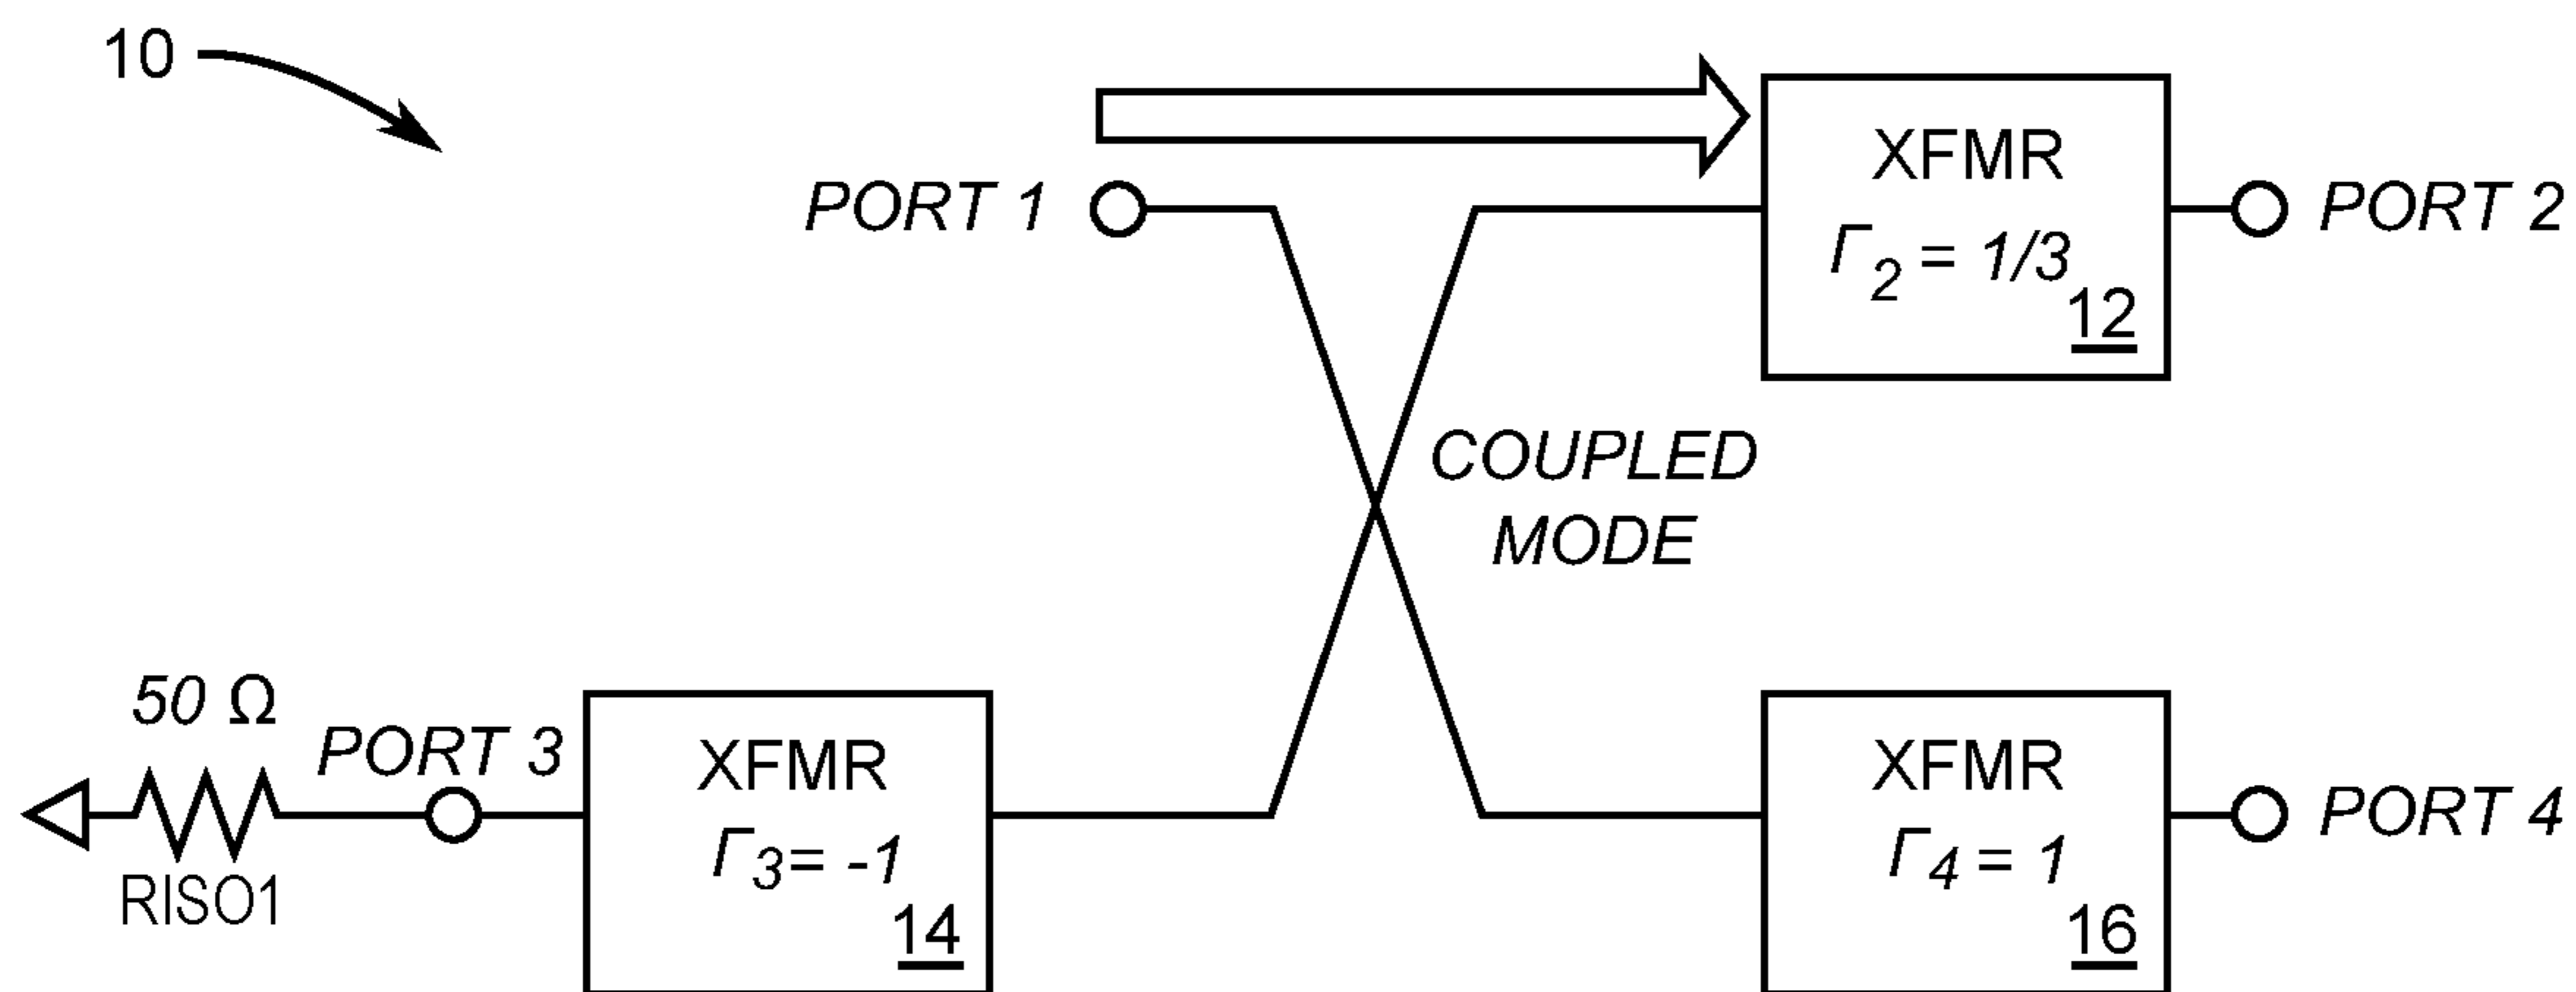 10
XFMR
PORT 1
PORT 2
Γ2 = 1/3
12
COUPLED
MODE
50 Ω
PORT 3
XFMR
XFMR
PORT 4
Γ3= -1
Γ4 = 1
RISO1
14
16